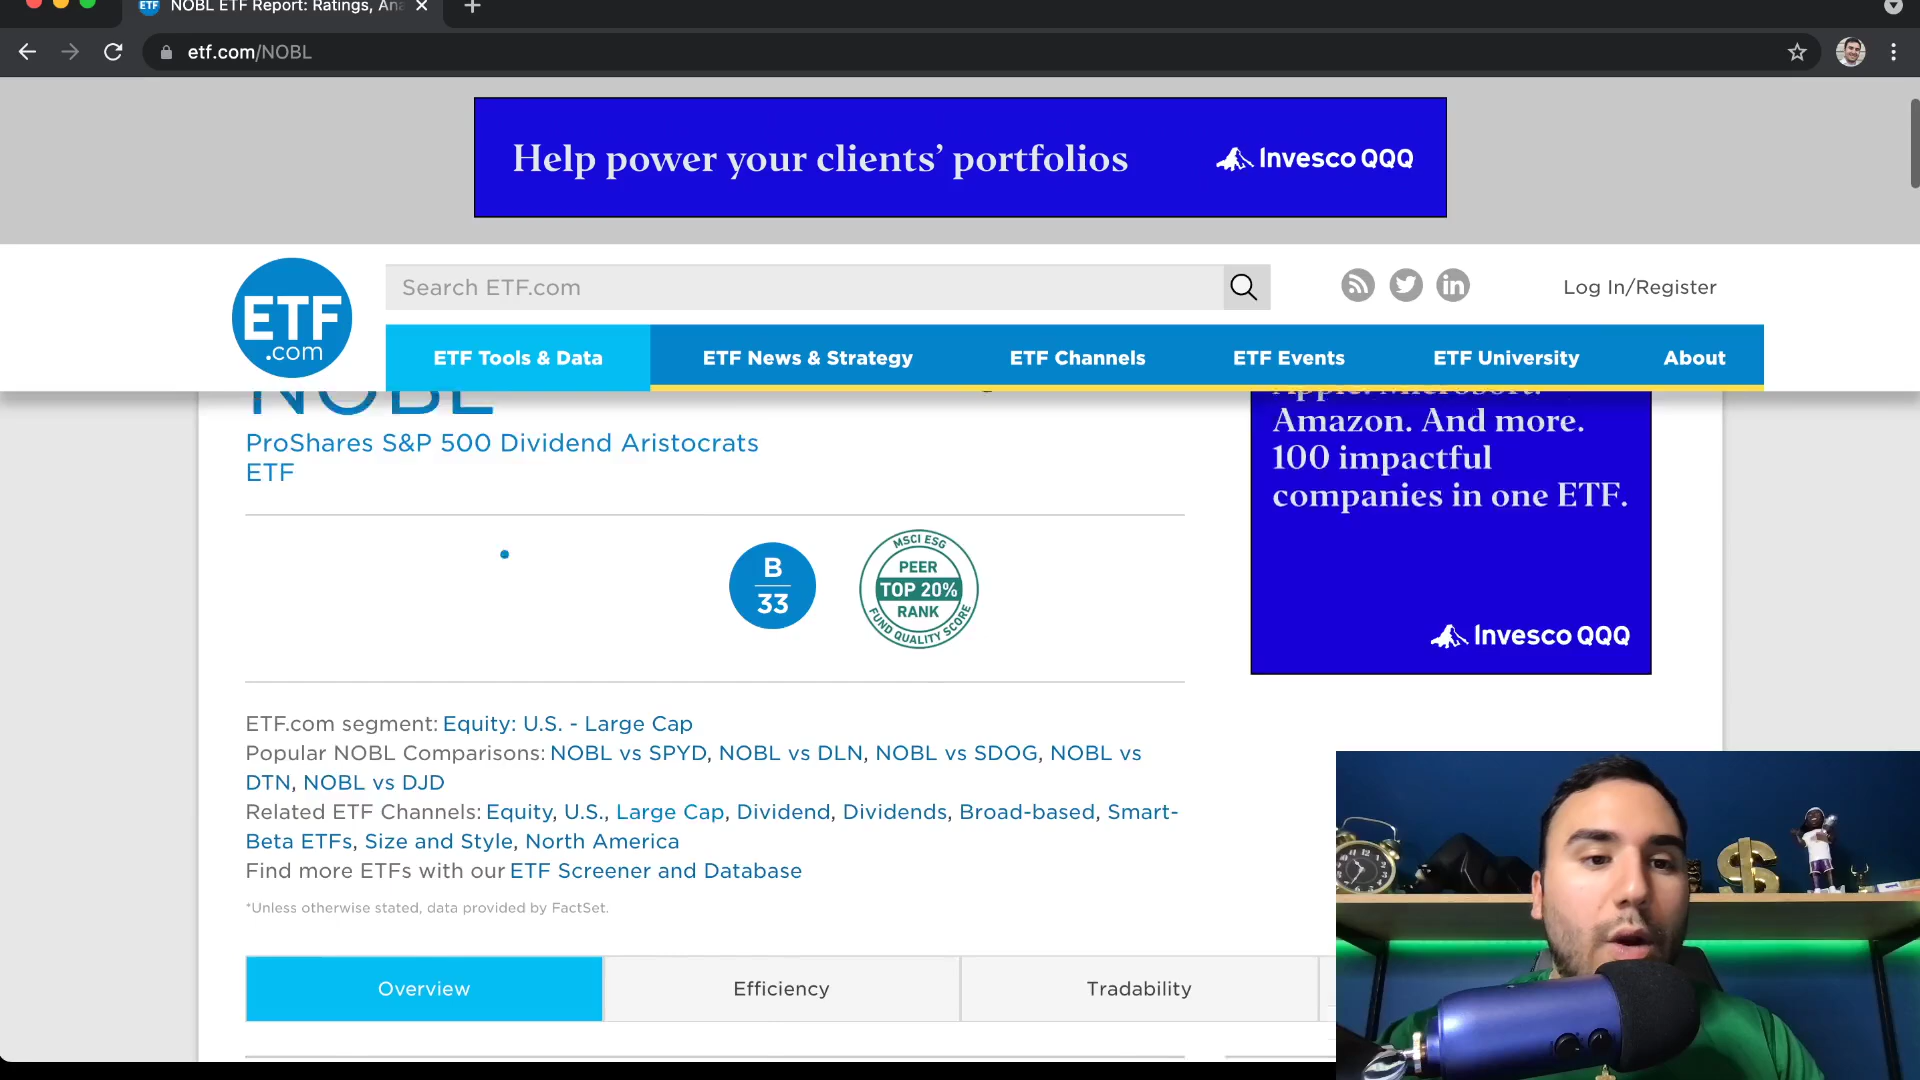 ETF NOBL ETF Report: Ratings, Ana
etf.com/NOBL
Help power your clients’ portfolios
Invesco QQQ
ETF
.com
Search ETF.com
Log In/Register
ETF Tools & Data
ETF News & Strategy
ETF Channels
ETF Events
ETF University
About
NOBL
ProShares S&P 500 Dividend Aristocrats
ETF
Apple. Microsoft.
Amazon. And more.
100 impactful
companies in one ETF.
Invesco QQQ
B
33
MSCI ESG
PEER
TOP 20%
RANK
FUND QUALITY SCORE
ETF.com segment: Equity: U.S. - Large Cap
Popular NOBL Comparisons: NOBL vs SPYD, NOBL vs DLN, NOBL vs SDOG, NOBL vs
DTN, NOBL vs DJD
Related ETF Channels: Equity, U.S., Large Cap, Dividend, Dividends, Broad-based, Smart-
Beta ETFs, Size and Style, North America
Find more ETFs with our ETF Screener and Database
*Unless otherwise stated, data provided by FactSet.
Overview
Efficiency
Tradability